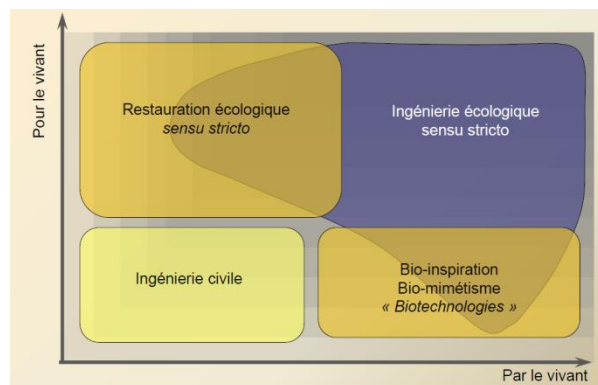 Pour le vivant
Restauration écologique
sensu stricto
Ingénierie écologique
sensu stricto
Ingénierie civile
Bio-inspiration
Bio-mimétisme
« Biotechnologies »
Par le vivant